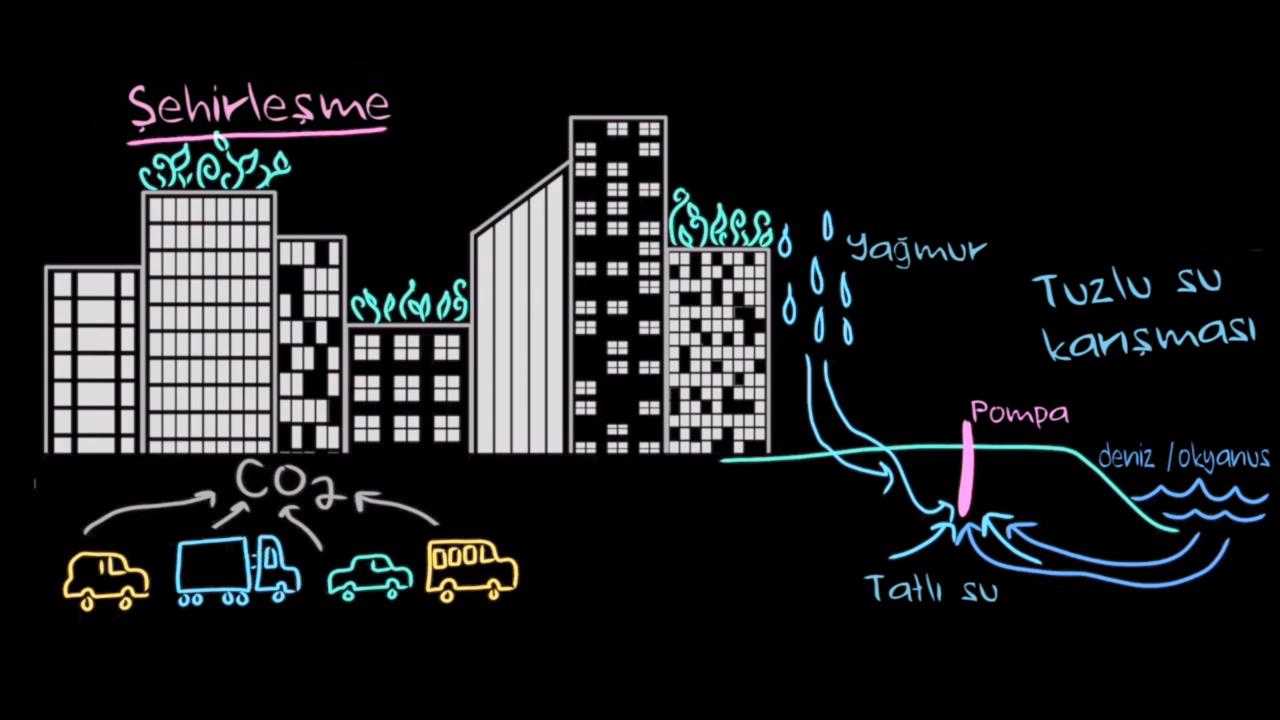 Şehirleşme
Yağmur
Tuzlu su
karışması
Pompa
deniz / okyanus
CO2
Tatlı su